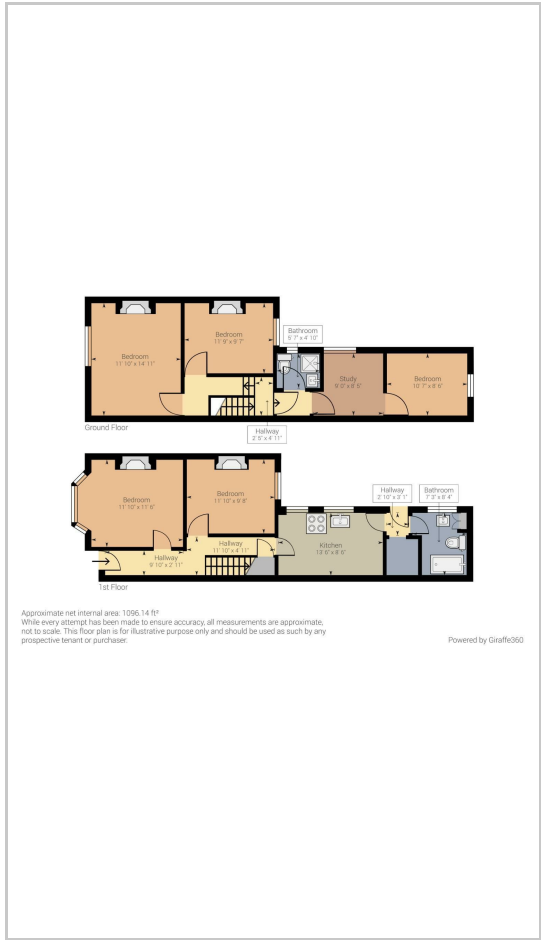 Bedroom
11' 10" x 14' 11"
Bedroom
11' 9" x 9' 7"
Bathroom
5' 7" x 4' 10"
Study
9' 0" x 8' 5"
Bedroom
10' 7" x 8' 5"
Ground Floor
Hallway
2' 5" x 4' 11"
Bedroom
11' 10" x 11' 6"
Bedroom
11' 10" x 9' 8"
Hallway
2' 10" x 3' 1"
Bathroom
7' 3" x 8' 4"
Hallway
11' 10" x 4' 11"
Kitchen
13' 6" x 8' 6"
Hallway
9' 10" x 2' 11"
1st Floor
Approximate net internal area: 1096.14 ft²
While every attempt has been made to ensure accuracy, all measurements are approximate,
not to scale. This floor plan is for illustrative purpose only and should be used as such by any
prospective tenant or purchaser.
Powered by Giraffe360